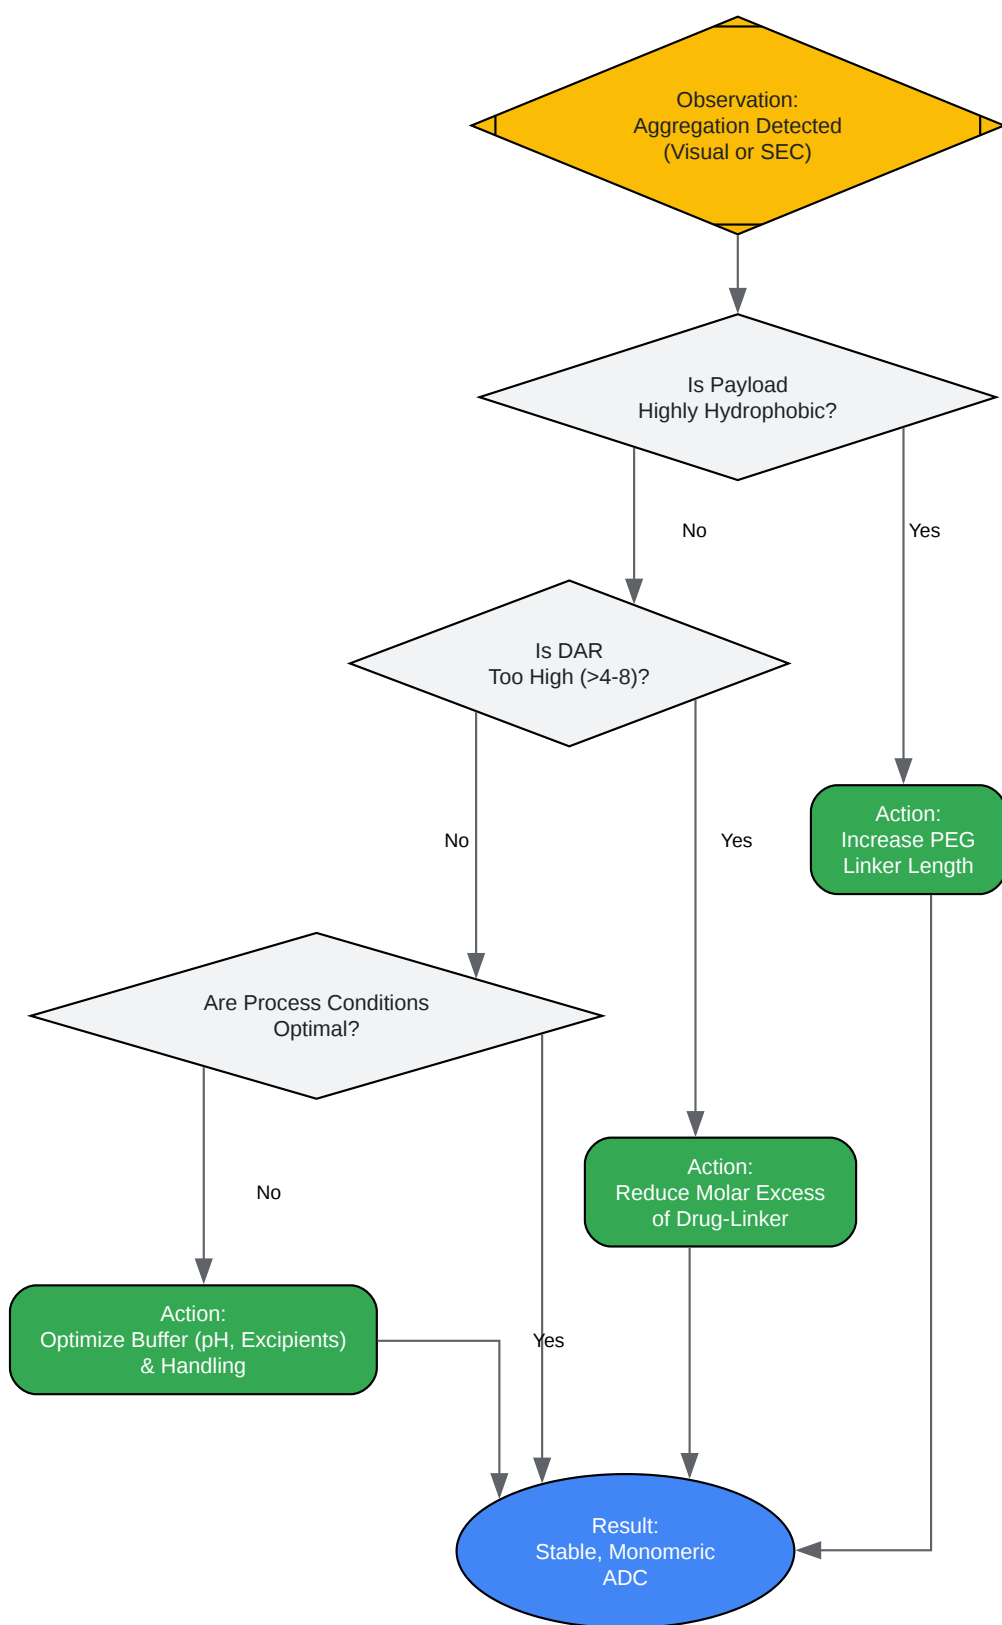 Observation:
Aggregation Detected
(Visual or SEC)
Is Payload
Highly Hydrophobic?
No
Yes
Is DAR
Too High (>4-8)?
No
Yes
Action:
Increase PEG
Linker Length
Are Process Conditions
Optimal?
No
Yes
Action:
Reduce Molar Excess
of Drug-Linker
Action:
Optimize Buffer (pH, Excipients)
& Handling
Result:
Stable, Monomeric
ADC